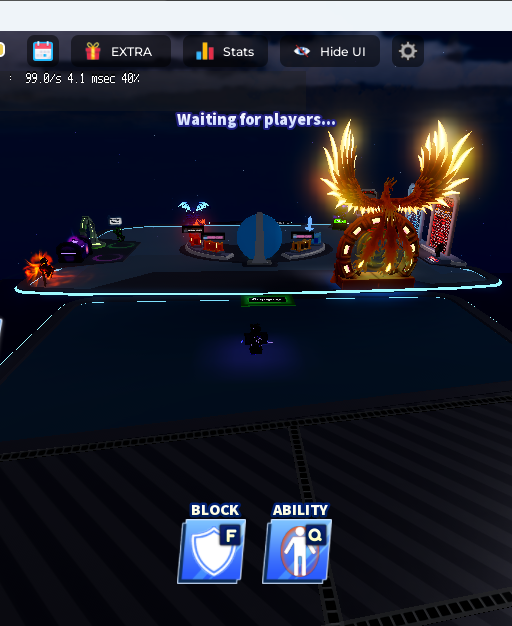 EXTRA Stats Hide UI
: 99.0/s 4.1 msec 40%
Waiting for players...
BLOCK ABILITY
F Q